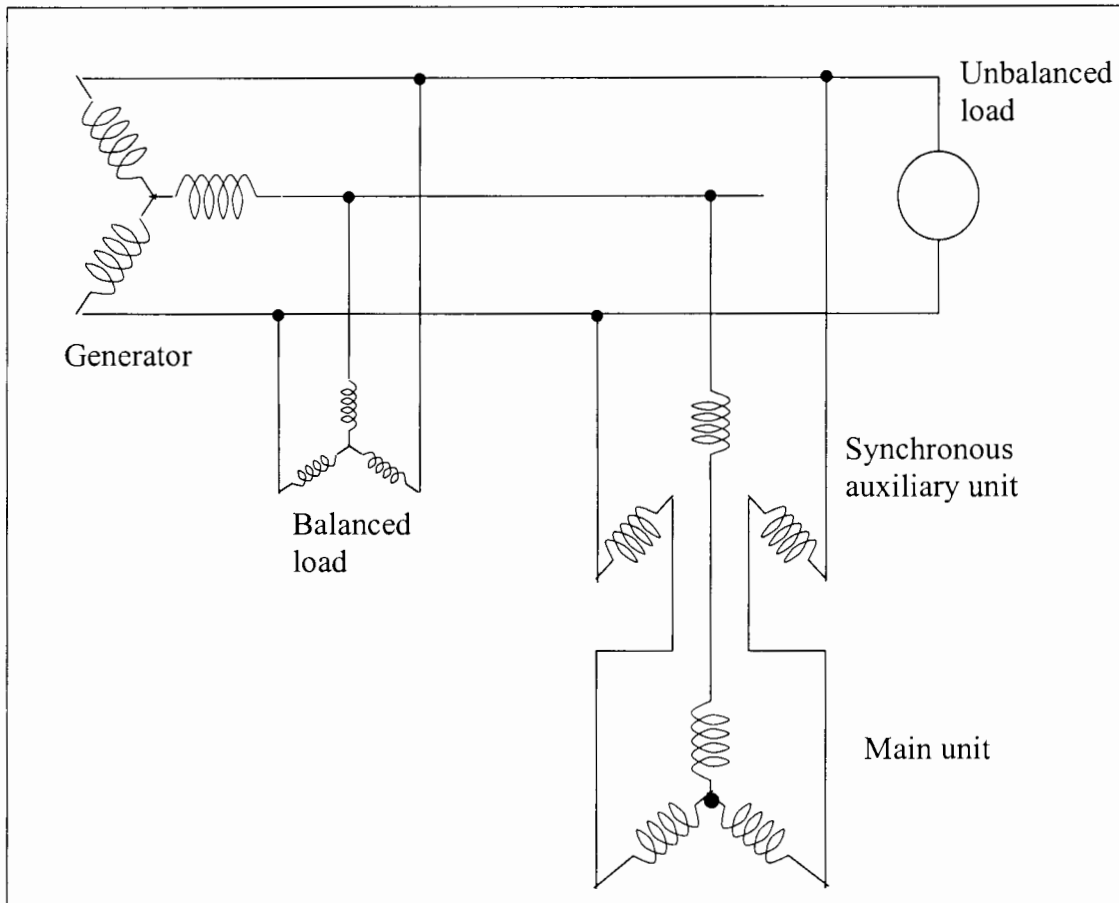 Unbalanced
load
Generator
Balanced
load
Synchronous
auxiliary unit
Main unit